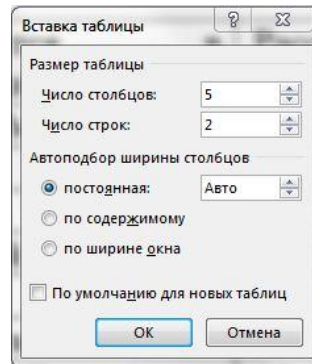 Вставка таблицы
Размер таблицы
Число столбцов: 5
Число строк: 2
Автоподбор ширины столбцов
постоянная: Авто
по содержимому
по ширине окна
По умолчанию для новых таблиц
ОК Отмена